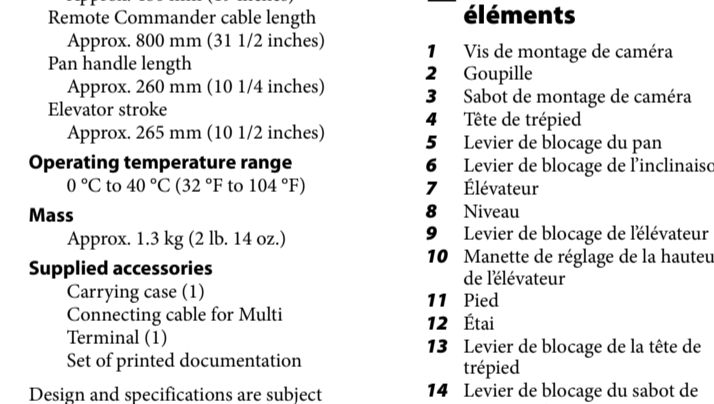 Remote Commander cable length
Approx. 800 mm (31 1/2 inches)
Pan handle length
Approx. 260 mm (10 1/4 inches)
Elevator stroke
Approx. 265 mm (10 1/2 inches)
Operating temperature range
0 °C to 40 °C (32 °F to 104 °F)
Mass
Approx. 1.3 kg (2 lb. 14 oz.)
Supplied accessories
Carrying case (1)
Connecting cable for Multi
Terminal (1)
Set of printed documentation
Design and specifications are subject
éléments
1 Vis de montage de caméra
2 Goupille
3 Sabot de montage de caméra
4 Tête de trépied
5 Levier de blocage du pan
6 Levier de blocage de l’inclinaiso
7 Élévateur
8 Niveau
9 Levier de blocage de l’élévateur
10 Manette de réglage de la hauteu
de l’élévateur
11 Pied
12 Étai
13 Levier de blocage de la tête de
trépied
14 Levier de blocage du sabot de